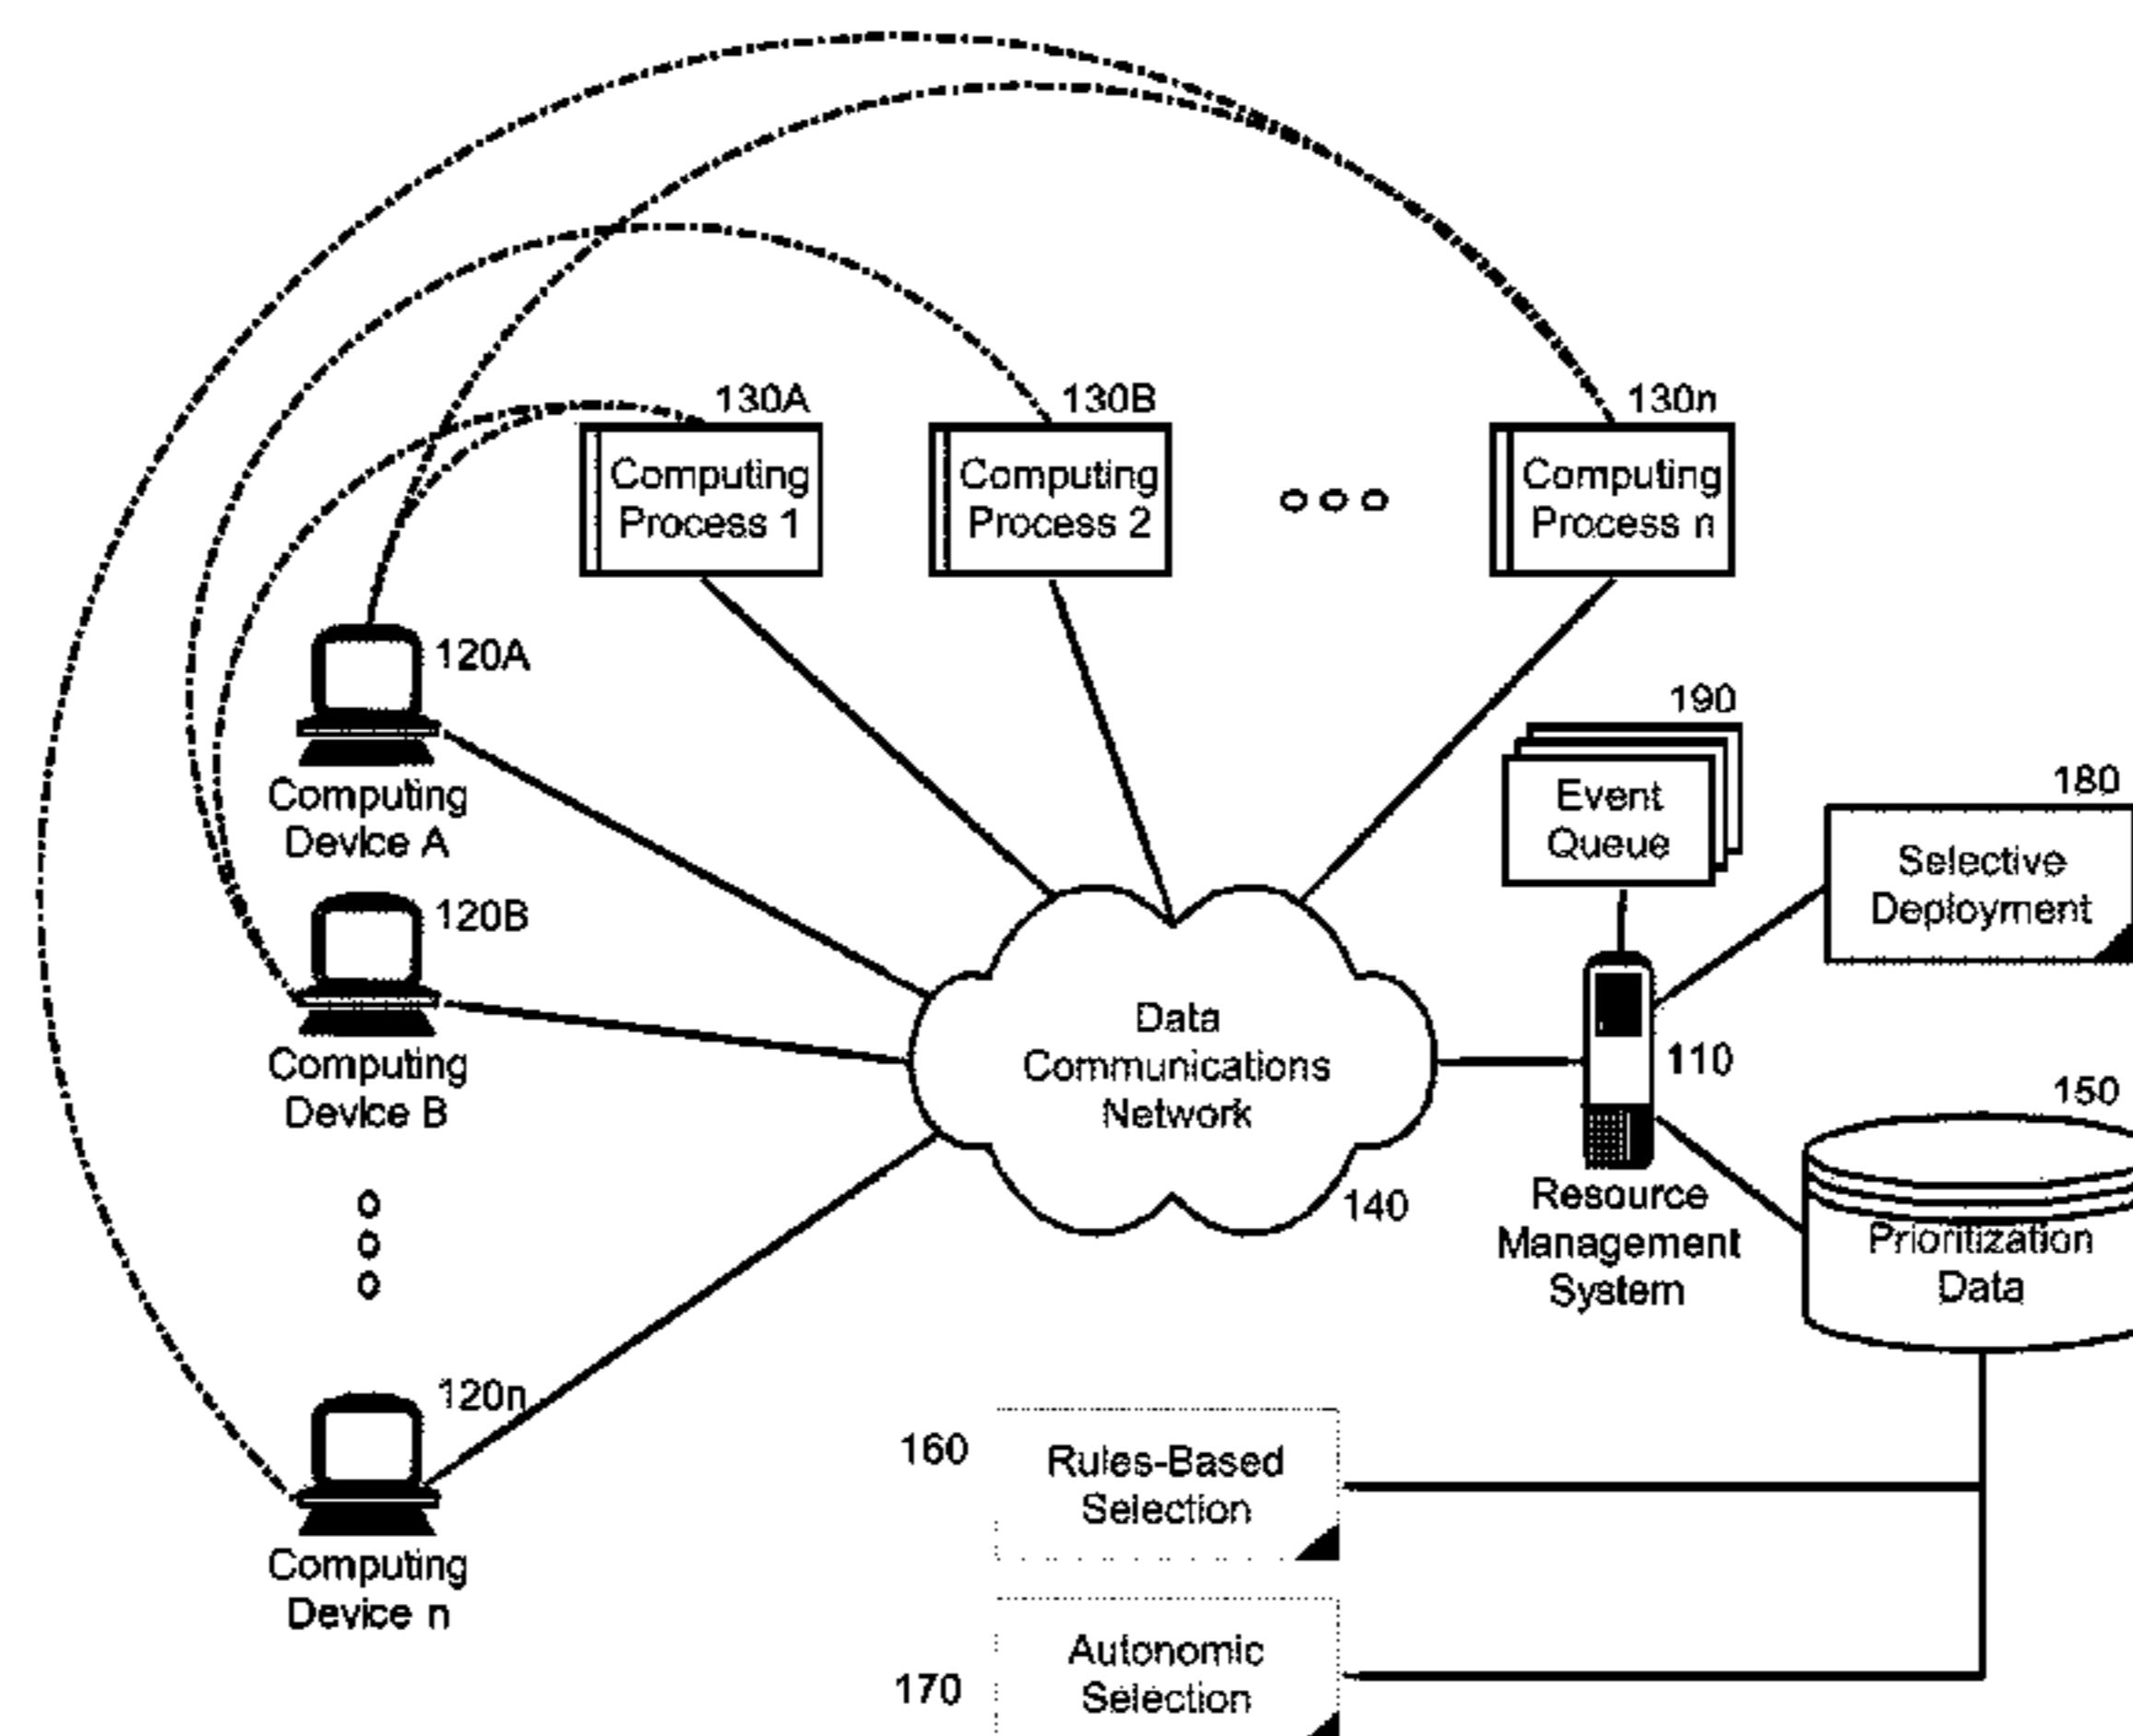 130A
130B
130n
Computing
Process 1
Computing
Process 2
Computing
Process n
120A
Computing
Device A
190
Event
Queue
180
Selective
Deployment
120B
Computing
Device B
Data
Communications
Network
140
110
Resource
Management
System
150
Prioritization
Data
120n
Computing
Device n
160
Rules-Based
Selection
170
Autonomic
Selection